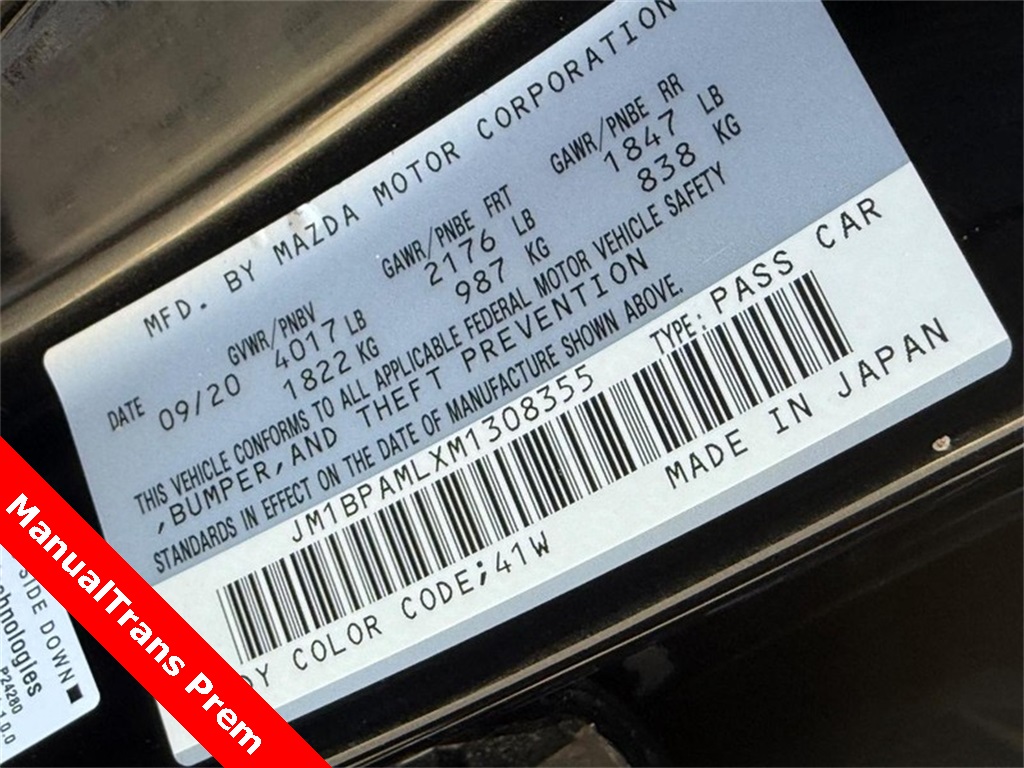 MFD. BY MAZDA MOTOR CORPORATION
GVWR/PNBV
GAWR/PNBE FRT
GAWR/PNBE RR
DATE
09/20
4017 LB
2176 LB
1847 LB
1822 KG
987 KG
838 KG
THIS VEHICLE CONFORMS TO ALL APPLICABLE FEDERAL MOTOR VEHICLE SAFETY
,BUMPER,AND THEFT PREVENTION
STANDARDS IN EFFECT ON THE DATE OF MANUFACTURE SHOWN ABOVE.
JM1BPAMLXM1308355
TYPE: PASS CAR
DY COLOR CODE;41W
MADE IN JAPAN
SIDE DOWN
hnologies
P24280
1.0.0
ManualTrans Prem